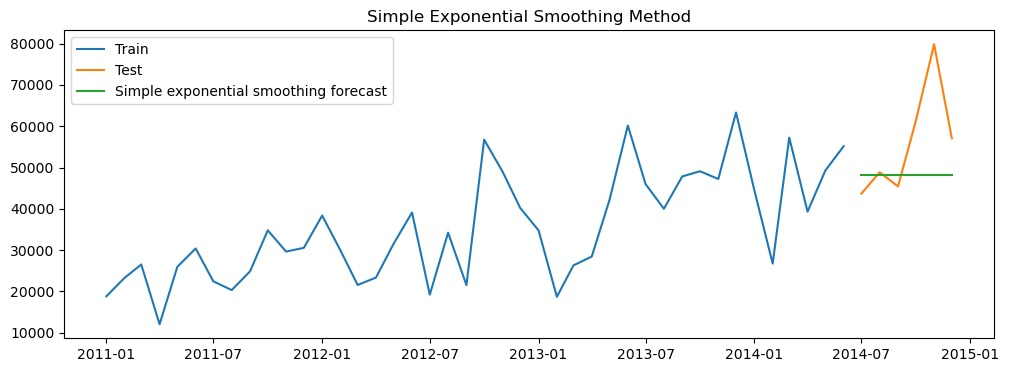 Simple Exponential Smoothing Method
Train
Test
Simple exponential smoothing forecast
80000
70000
60000
50000
40000
30000
20000
10000
2011-01 2011-07 2012-01 2012-07 2013-01 2013-07 2014-01 2014-07 2015-01